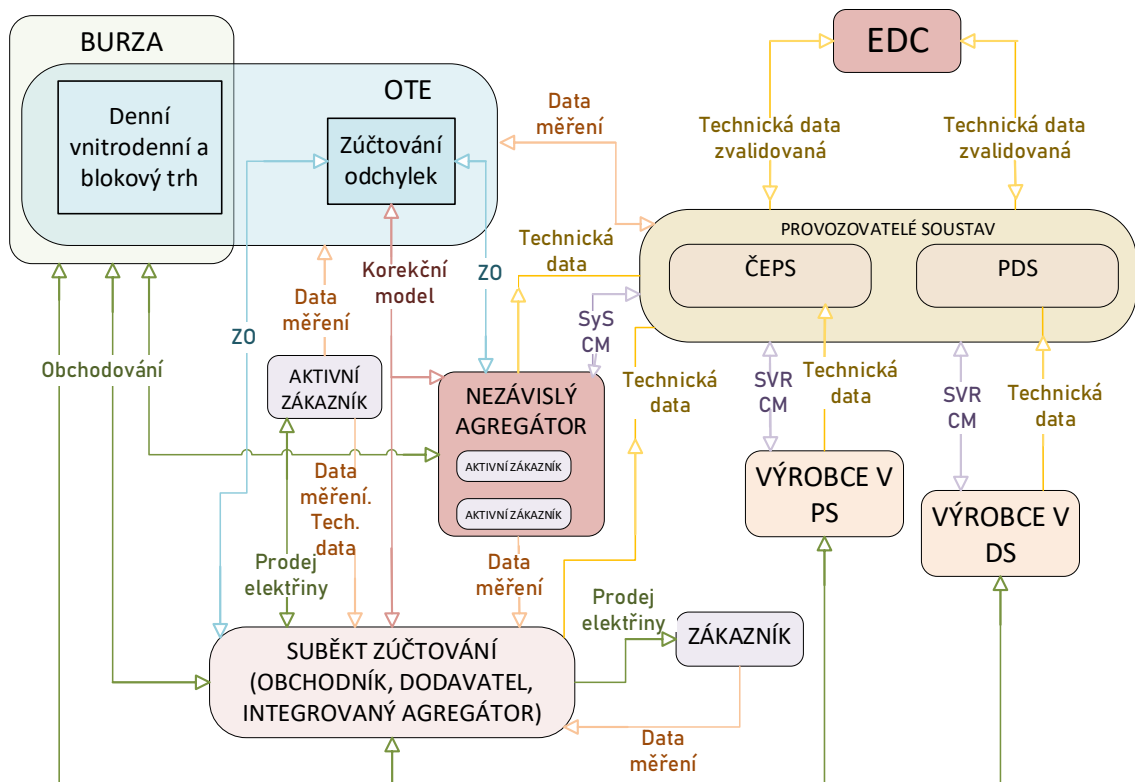 BURZA
EDC
OTE
Denní
vnitrodenní a
blokový trh
Zúčtování
odchylek
Data
měření
Technická data
zvalidovaná
Technická data
zvalidovaná
PROVOZOVATELÉ SOUSTAV
ČEPS
PDS
Technická
data
ZO
Korekční
model
ZO
Data
měření
SyS
CM
Obchodování
AKTIVNÍ
ZÁKAZNÍK
NEZÁVISLÝ
AGREGÁTOR
AKTIVNÍ ZÁKAZNÍK
AKTIVNÍ ZÁKAZNÍK
Technická
data
SVR
CM
Technická
data
SVR
CM
Technická
data
VÝROBCE V
PS
VÝROBCE V
DS
Data
měření.
Tech.
data
Prodej
elektřiny
Data
měření
Prodej
elektřiny
ZÁKAZNÍK
SUBĚKT ZÚČTOVÁNÍ
(OBCHODNÍK, DODAVATEL,
INTEGROVANÝ AGREGÁTOR)
Data
měření